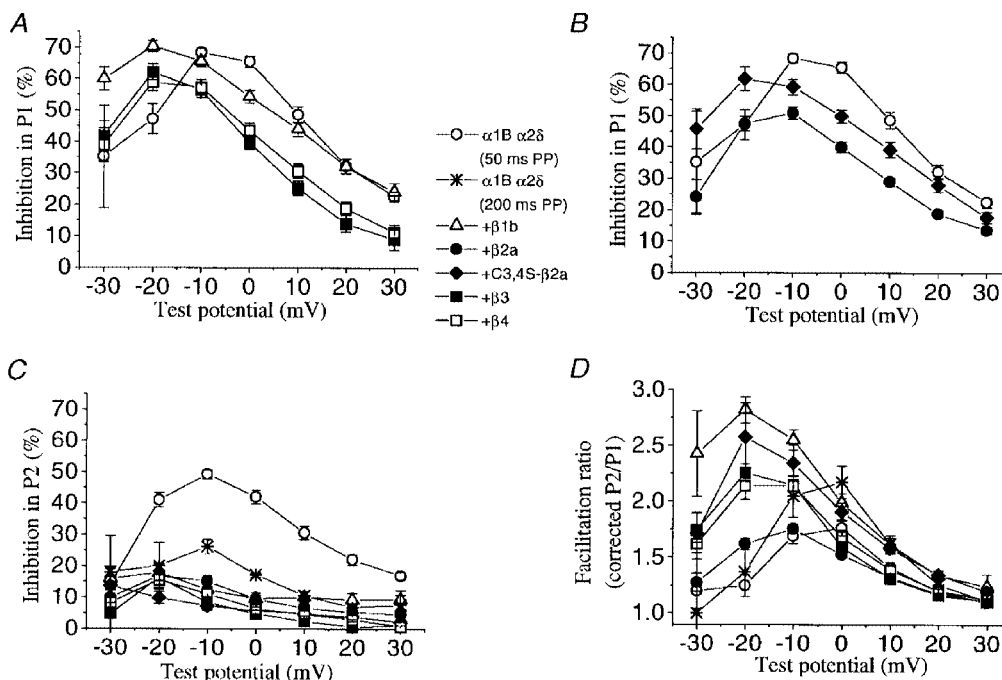 A
Inhibition in P1 (%)
70
60
50
40
30
20
10
0
-30 -20 -10 0 10 20 30
Test potential (mV)
α1B α2δ
(50 ms PP)
α1B α2δ
(200 ms PP)
+β1b
+β2a
+C3,4S-β2a
+β3
+β4
B
Inhibition in P1 (%)
70
60
50
40
30
20
10
0
-30 -20 -10 0 10 20 30
Test potential (mV)
C
Inhibition in P2 (%)
70
60
50
40
30
20
10
0
-30 -20 -10 0 10 20 30
Test potential (mV)
D
Facilitation ratio
(corrected P2/P1)
3.0
2.5
2.0
1.5
1.0
-30 -20 -10 0 10 20 30
Test potential (mV)